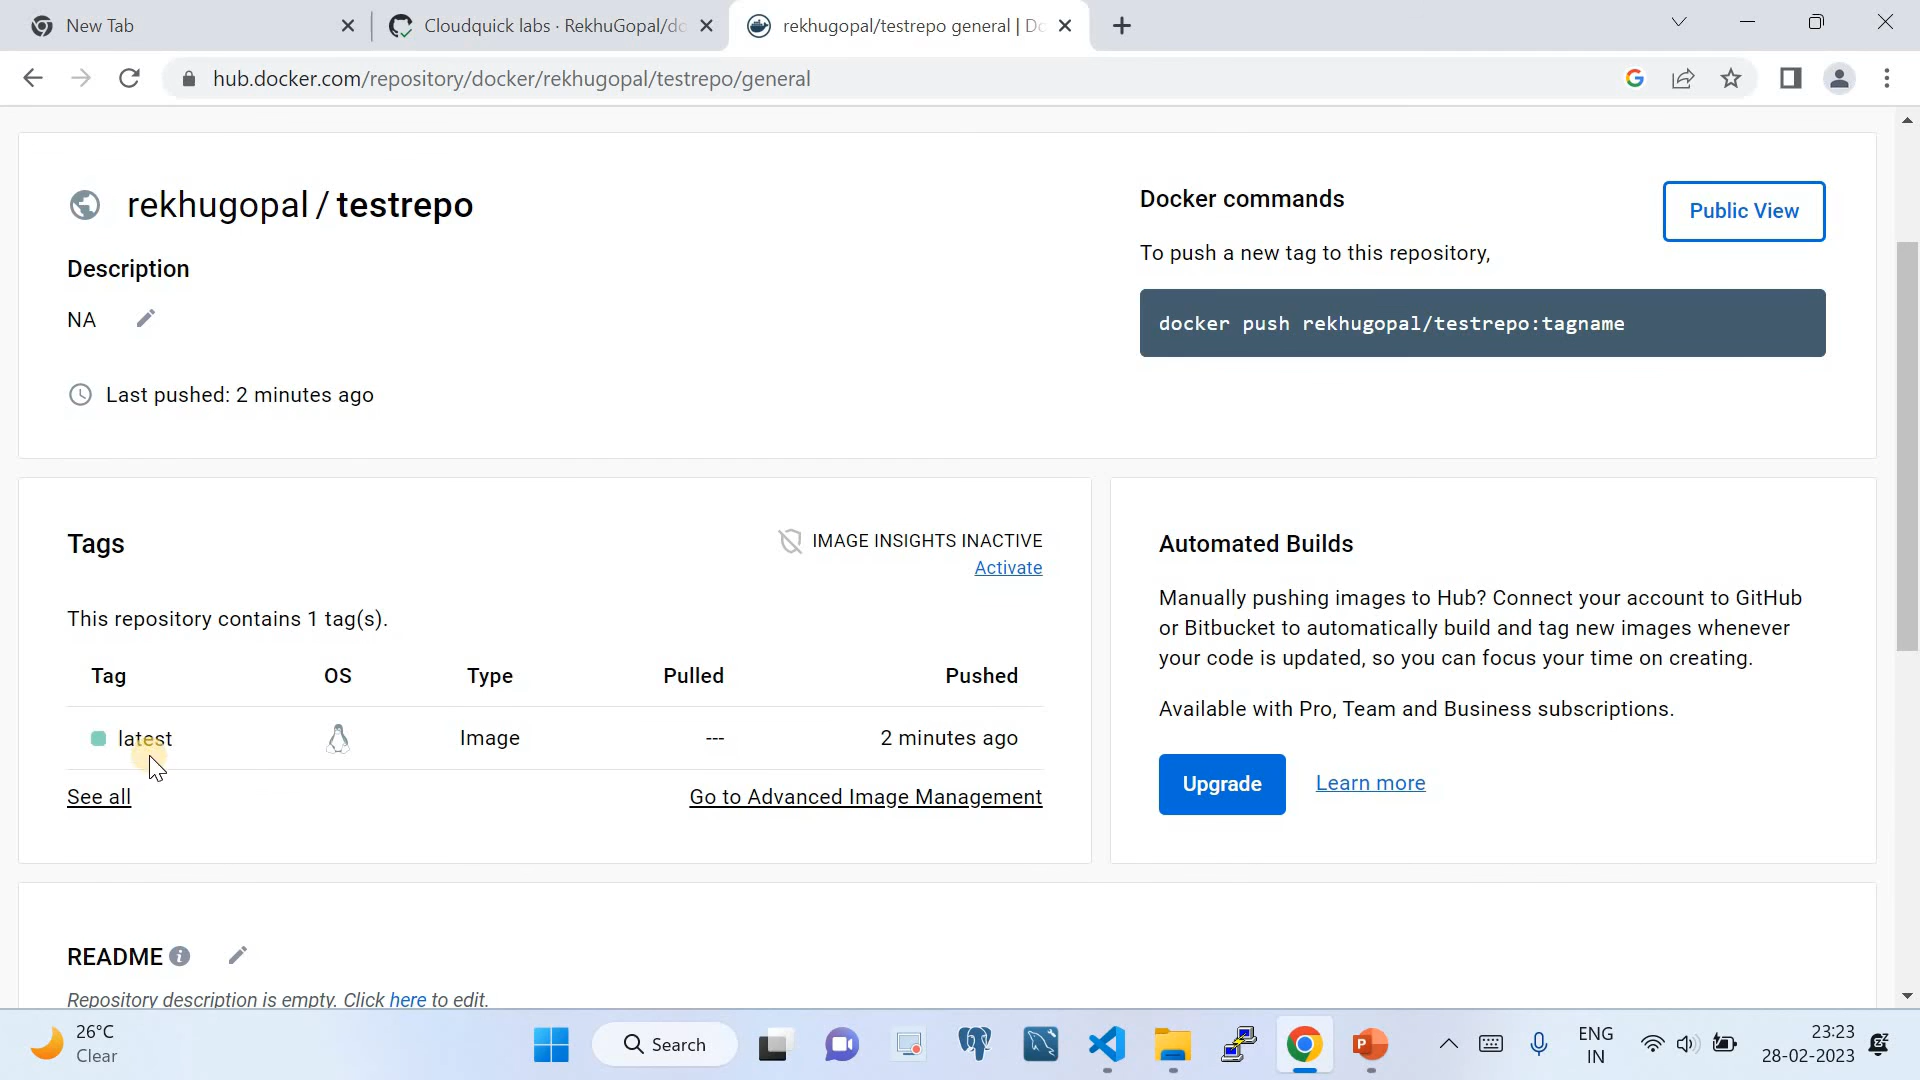 New Tab
Cloudquick labs · RekhuGopal/do
rekhugopal/testrepo general | Do
hub.docker.com/repository/docker/rekhugopal/testrepo/general
rekhugopal / testrepo
Description
NA
Last pushed: 2 minutes ago
Docker commands
Public View
To push a new tag to this repository,
docker push rekhugopal/testrepo:tagname
Tags
IMAGE INSIGHTS INACTIVE
Activate
This repository contains 1 tag(s).
Tag OS Type Pulled Pushed
latest Image --- 2 minutes ago
See all
Go to Advanced Image Management
Automated Builds
Manually pushing images to Hub? Connect your account to GitHub
or Bitbucket to automatically build and tag new images whenever
your code is updated, so you can focus your time on creating.
Available with Pro, Team and Business subscriptions.
Upgrade
Learn more
README
Repository description is empty. Click here to edit.
26°C
Clear
Search
ENG
IN
23:23
28-02-2023